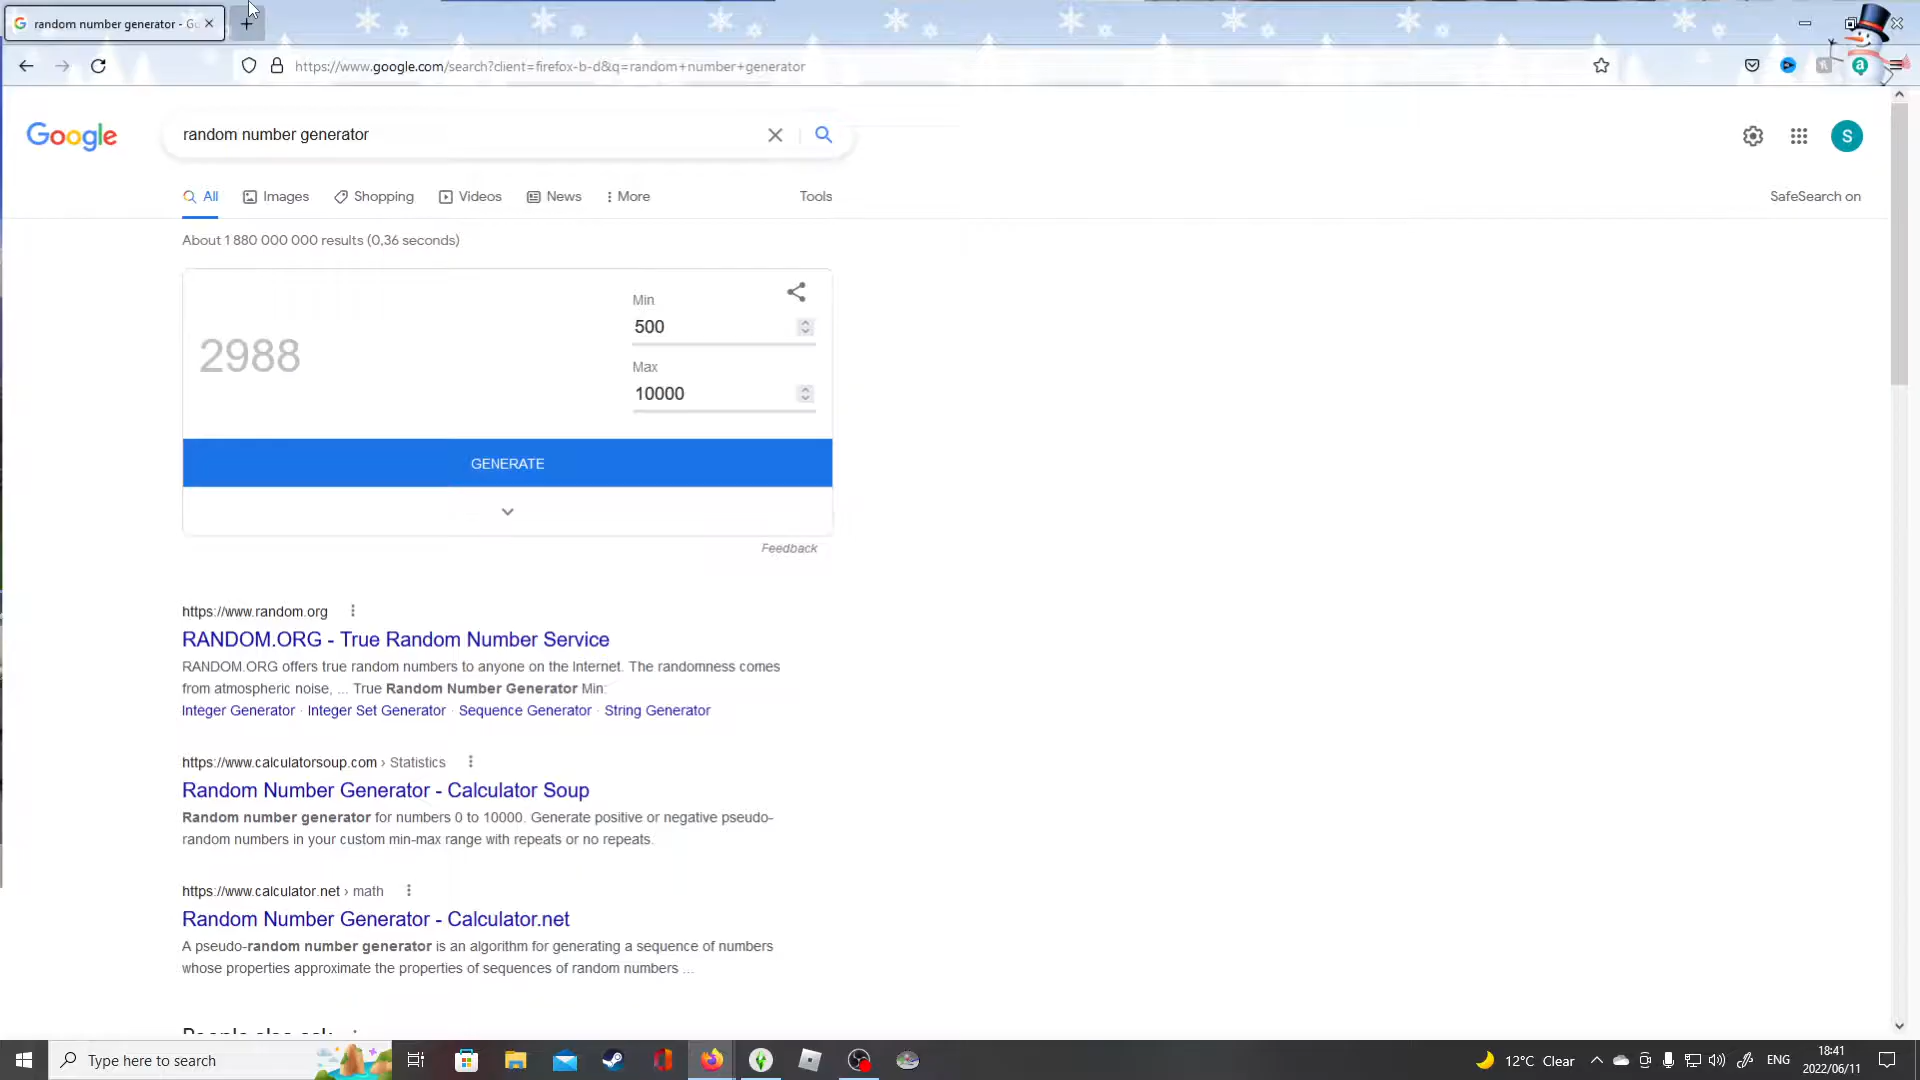 random number generator - Go
https://www.google.com/search?client=firefox-b-d&q=random+number+generator
Google
random number generator
S
All
Images
Shopping
Videos
News
More
Tools
SafeSearch on
About 1 880 000 000 results (0,36 seconds)
2988
Min
500
Max
10000
GENERATE
Feedback
https://www.random.org
RANDOM.ORG - True Random Number Service
RANDOM.ORG offers true random numbers to anyone on the Internet. The randomness comes
from atmospheric noise, ... True Random Number Generator Min:
Integer Generator · Integer Set Generator · Sequence Generator · String Generator
https://www.calculatorsoup.com › Statistics
Random Number Generator - Calculator Soup
Random number generator for numbers 0 to 10000. Generate positive or negative pseudo-
random numbers in your custom min-max range with repeats or no repeats.
https://www.calculator.net › math
Random Number Generator - Calculator.net
A pseudo-random number generator is an algorithm for generating a sequence of numbers
whose properties approximate the properties of sequences of random numbers ...
People also ask
Type here to search
12°C Clear
ENG
18:41
2022/06/11